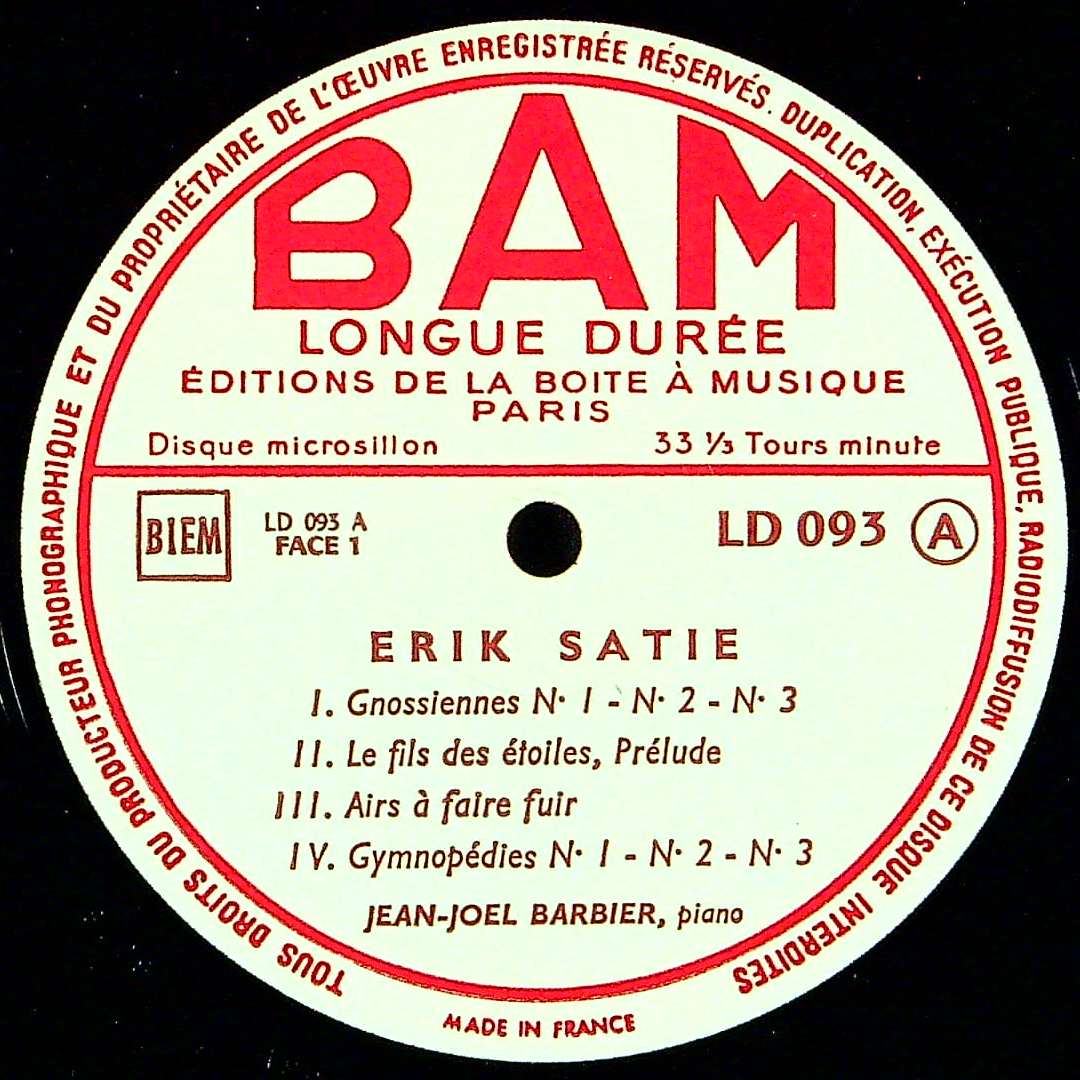 TOUS DROITS DU PRODUCTEUR PHONOGRAPHIQUE ET DU PROPRIÉTAIRE DE L'ŒUVRE ENREGISTRÉE RÉSERVÉS. DUPLICATION, EXÉCUTION PUBLIQUE, RADIODIFFUSION DE CE DISQUE INTERDITES
BAM
LONGUE DURÉE
ÉDITIONS DE LA BOITE À MUSIQUE
PARIS
Disque microsillon 33 ⅓ Tours minute
BIEM LD 093 A LD 093 A
FACE 1
ERIK SATIE
I. Gnossiennes N· 1 - N· 2 - N· 3
II. Le fils des étoiles, Prélude
III. Airs à faire fuir
IV. Gymnopédies N· 1 - N· 2 - N· 3
JEAN-JOEL BARBIER, piano
MADE IN FRANCE